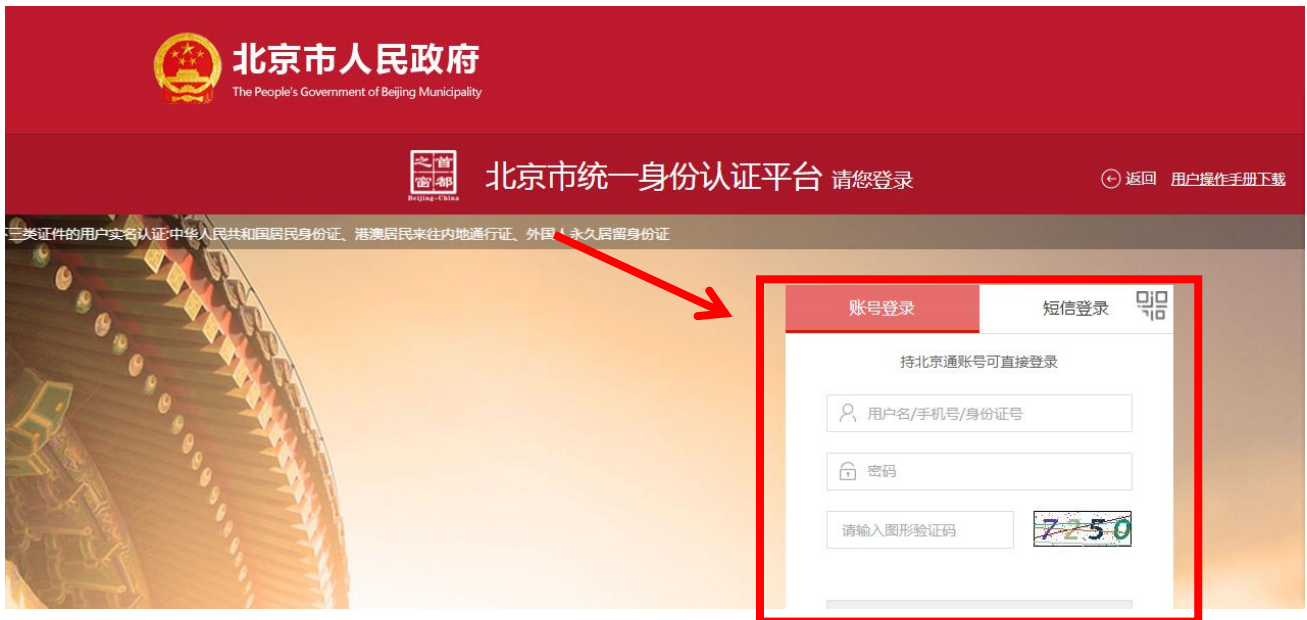 北京市人民政府
The People's Government of Beijing Municipality
首都之窗
Beijing-China
北京市统一身份认证平台 请您登录
返回 用户操作手册下载
三类证件的用户实名认证:中华人民共和国居民身份证、港澳居民来往内地通行证、外国人永久居留身份证
账号登录 短信登录
持北京通账号可直接登录
用户名/手机号/身份证号
密码
请输入图形验证码 7250